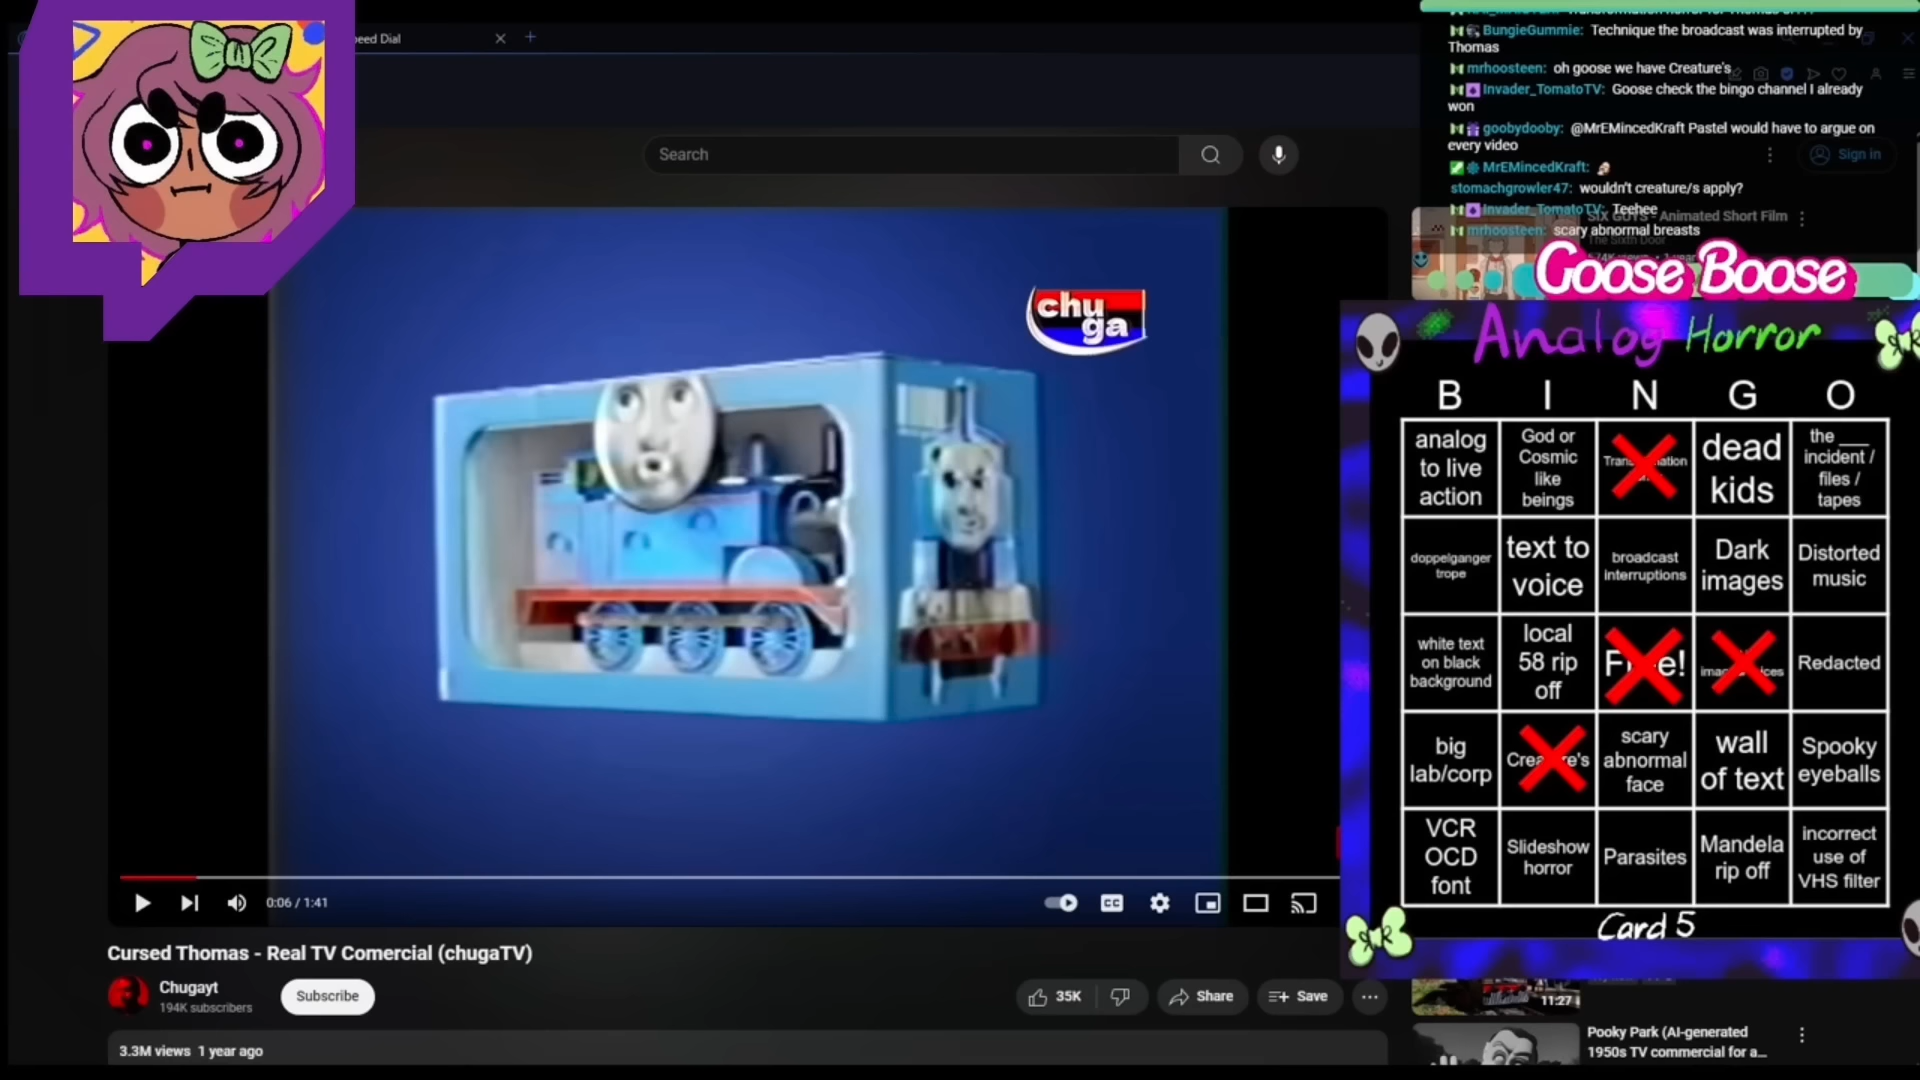 eed Dial
Search
BungieGummie: Technique the broadcast was interrupted by
Thomas
mrhoosteen: oh goose we have Creature's
Invader_TomatoTV: Goose check the bingo channel I already
won
goobydooby: @MrEMincedKraft Pastel would have to argue on
every video
MrEMincedKraft:
stomachgrowler47: wouldn't creature/s apply?
Invader_TomatoTV: Teehee
mrhoosteen: scary abnormal breasts
Sign in
SIX GUYS - Animated Short Film
The Sixth Door
Goose Boose
chu
ga
Analog Horror
B I N G O
analog
to live
action
God or
Cosmic
like
beings
dead
kids
the ___
incident /
files /
tapes
doppelganger
trope
text to
voice
broadcast
interruptions
Dark
images
Distorted
music
white text
on black
background
local
58 rip
off
Free!
Redacted
big
lab/corp
Creature's
scary
abnormal
face
wall
of text
Spooky
eyeballs
VCR
OCD
font
Slideshow
horror
Parasites
Mandela
rip off
incorrect
use of
VHS filter
Card 5
0:06 / 1:41
CC
Cursed Thomas - Real TV Comercial (chugaTV)
Chugayt
194K subscribers
Subscribe
35K
Share
Save
11:27
3.3M views 1 year ago
Pooky Park (AI-generated
1950s TV commercial for a...